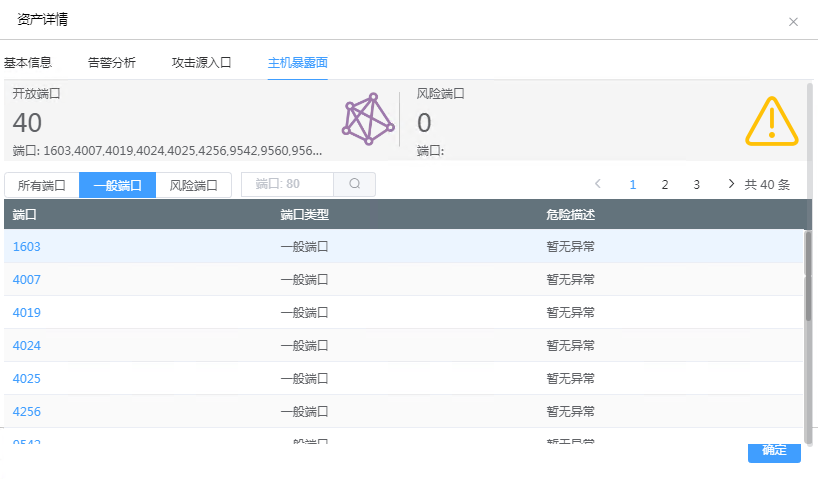 资产详情
基本信息 告警分析 攻击源入口 主机暴露面
开放端口 风险端口
40 0
端口: 1603,4007,4019,4024,4025,4256,9542,9560,956... 端口:
所有端口 一般端口 风险端口 端口: 80 1 2 3 共 40 条
端口 端口类型 危险描述
1603 一般端口 暂无异常
4007 一般端口 暂无异常
4019 一般端口 暂无异常
4024 一般端口 暂无异常
4025 一般端口 暂无异常
4256 一般端口 暂无异常
9542 一般端口 暂无异常
确定